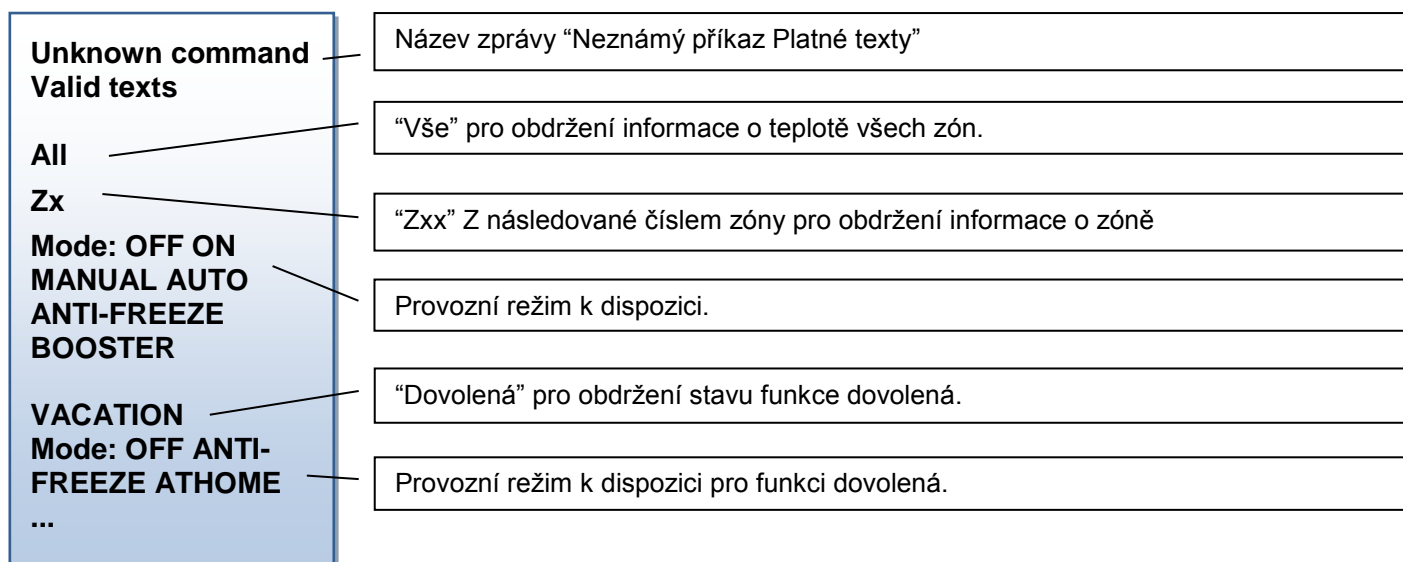 Unknown command
Valid texts
All
Zx
Mode: OFF ON
MANUAL AUTO
ANTI-FREEZE
BOOSTER
VACATION
Mode: OFF ANTI-
FREEZE ATHOME
...
Název zprávy “Neznámý příkaz Platné texty”
“Vše” pro obdržení informace o teplotě všech zón.
“Zxx” Z následované číslem zóny pro obdržení informace o zóně
Provozní režim k dispozici.
“Dovolená” pro obdržení stavu funkce dovolená.
Provozní režim k dispozici pro funkci dovolená.